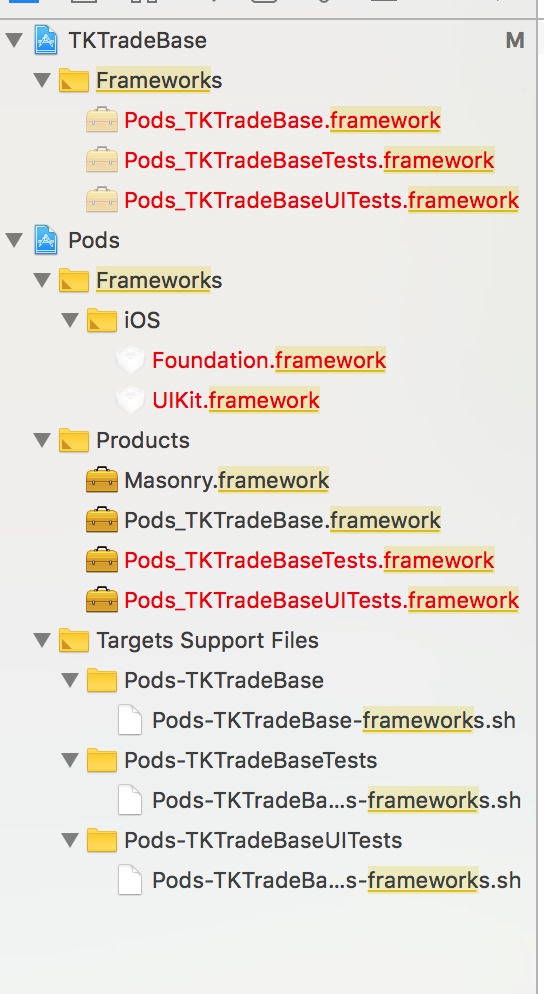 TKTradeBase M
Frameworks
Pods_TKTradeBase.framework
Pods_TKTradeBaseTests.framework
Pods_TKTradeBaseUITests.framework
Pods
Frameworks
iOS
Foundation.framework
UIKit.framework
Products
Masonry.framework
Pods_TKTradeBase.framework
Pods_TKTradeBaseTests.framework
Pods_TKTradeBaseUITests.framework
Targets Support Files
Pods-TKTradeBase
Pods-TKTradeBase-frameworks.sh
Pods-TKTradeBaseTests
Pods-TKTradeBa...s-frameworks.sh
Pods-TKTradeBaseUITests
Pods-TKTradeBa...s-frameworks.sh